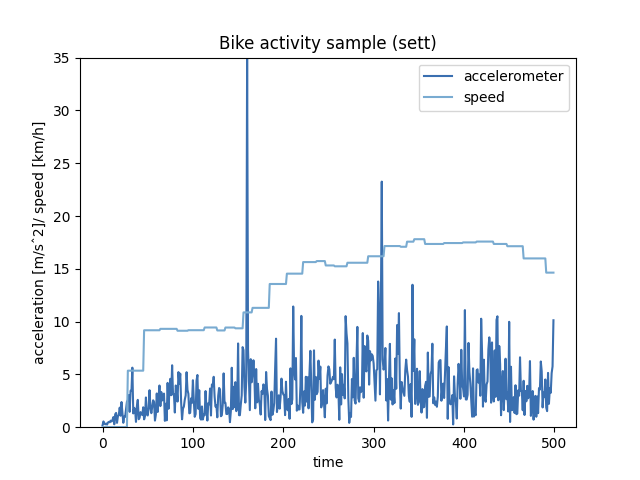 Bike activity sample (sett)
accelerometer
speed
acceleration [m/sˆ2]/ speed [km/h]
35
30
25
20
15
10
5
0
0 100 200 300 400 500
time